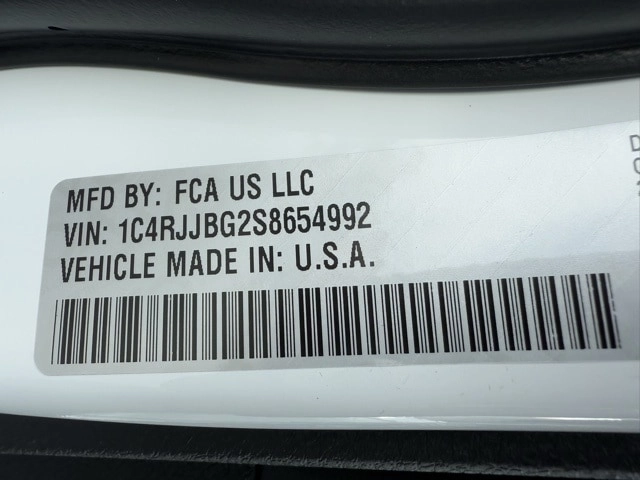 MFD BY: FCA US LLC
VIN: 1C4RJJBG2S8654992
VEHICLE MADE IN: U.S.A.